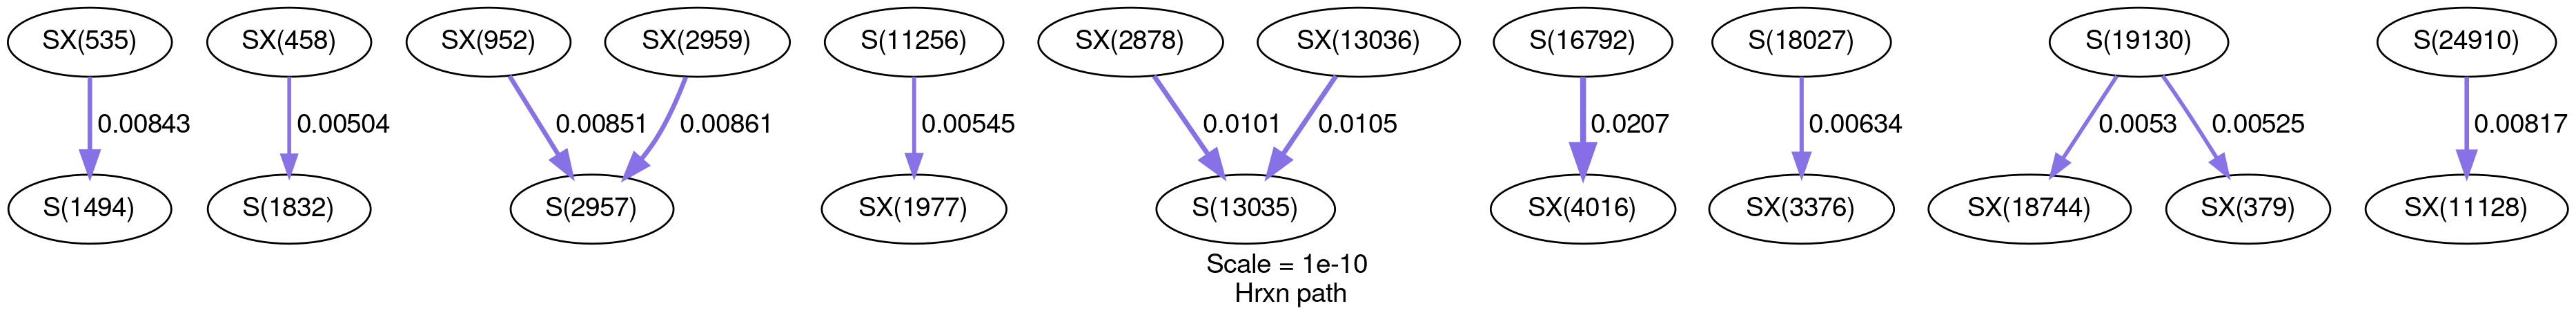 SX(535) SX(458) SX(952) SX(2959) S(11256) SX(2878) SX(13036) S(16792) S(18027) S(19130) S(24910)
0.00843 0.00504 0.00851 0.00861 0.00545 0.0101 0.0105 0.0207 0.00634 0.0053 0.00525 0.00817
S(1494) S(1832) S(2957) SX(1977) S(13035) SX(4016) SX(3376) SX(18744) SX(379) SX(11128)
Scale = 1e-10
Hrxn path